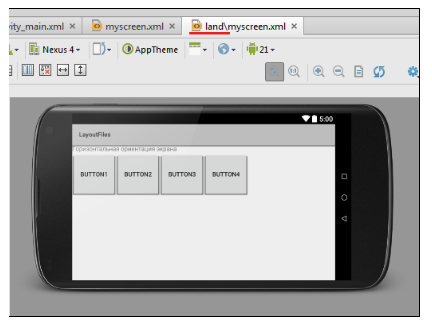 ity_main.xml × myscreen.xml × land\myscreen.xml ×
Nexus 4 AppTheme 21
5:00
LayoutFiles
Горизонтальная ориентация экрана
BUTTON1 BUTTON2 BUTTON3 BUTTON4